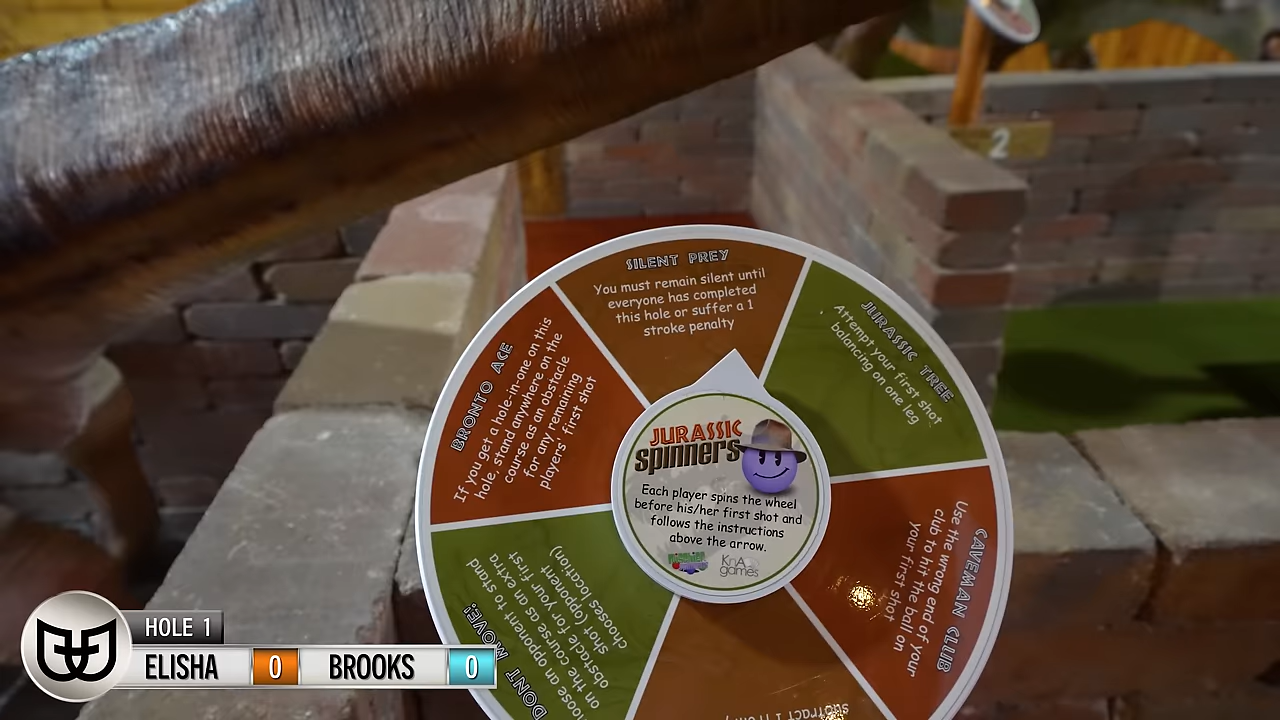 2
SILENT PREY
You must remain silent until
everyone has completed
this hole or suffer a 1
stroke penalty
JURASSIC TREE
Attempt your first shot
balancing on one leg
CAVEMAN CLUB
Use the wrong end of your
club to hit the ball on
your first shot
BRONTO ACE
If you get a hole-in-one on this
hole, stand anywhere on the
course as an obstacle
for any remaining
players' first shot
DONT MOVE!
opponent to stand
on the course as an extra
obstacle for your first
shot (opponent
chooses location)
subtract 1 from
JURASSIC
spinners
Each player spins the wheel
before his/her first shot and
follows the instructions
above the arrow.
KnA
games
HOLE 1
ELISHA 0 BROOKS 0